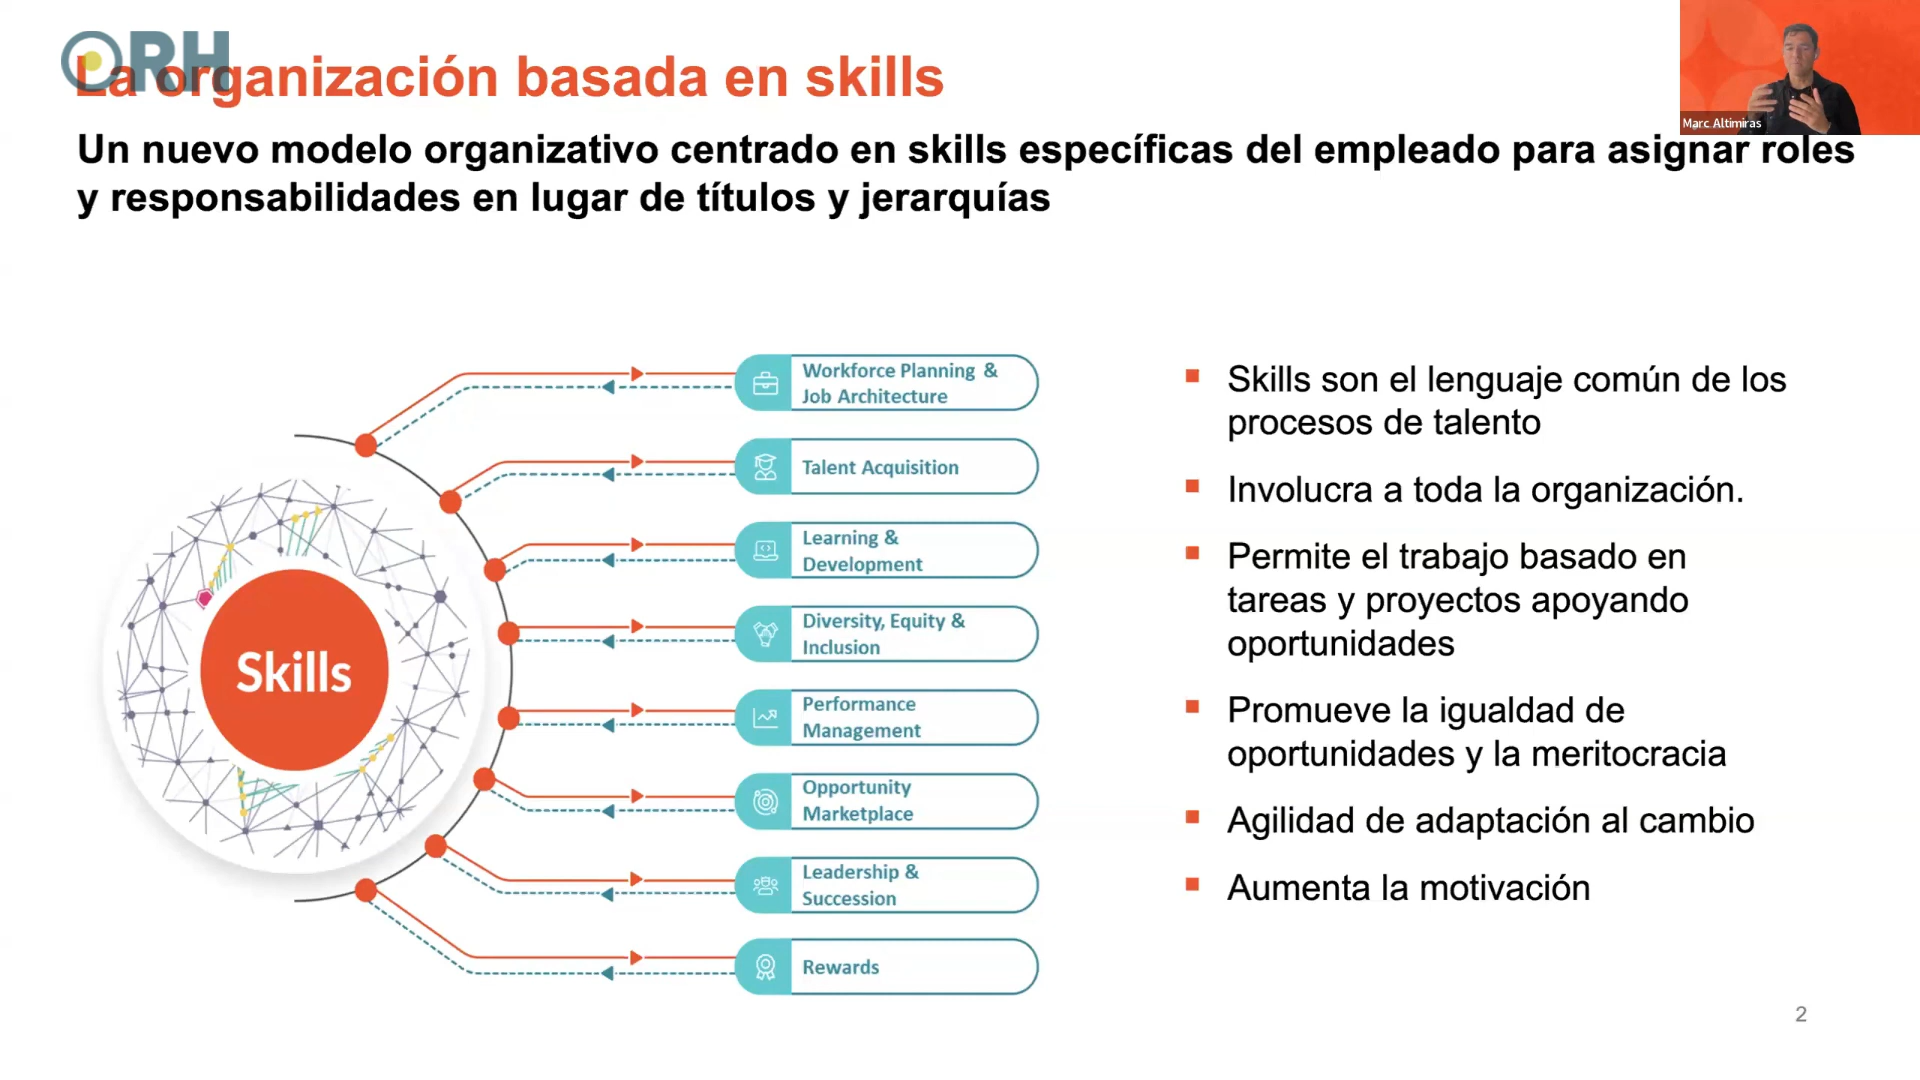 ORH
La organización basada en skills
Marc Altimiras
Un nuevo modelo organizativo centrado en skills específicas del empleado para asignar roles
y responsabilidades en lugar de títulos y jerarquías
Skills
Workforce Planning &
Job Architecture
Talent Acquisition
Learning &
Development
Diversity, Equity &
Inclusion
Performance
Management
Opportunity
Marketplace
Leadership &
Succession
Rewards
Skills son el lenguaje común de los
procesos de talento
Involucra a toda la organización.
Permite el trabajo basado en
tareas y proyectos apoyando
oportunidades
Promueve la igualdad de
oportunidades y la meritocracia
Agilidad de adaptación al cambio
Aumenta la motivación
2